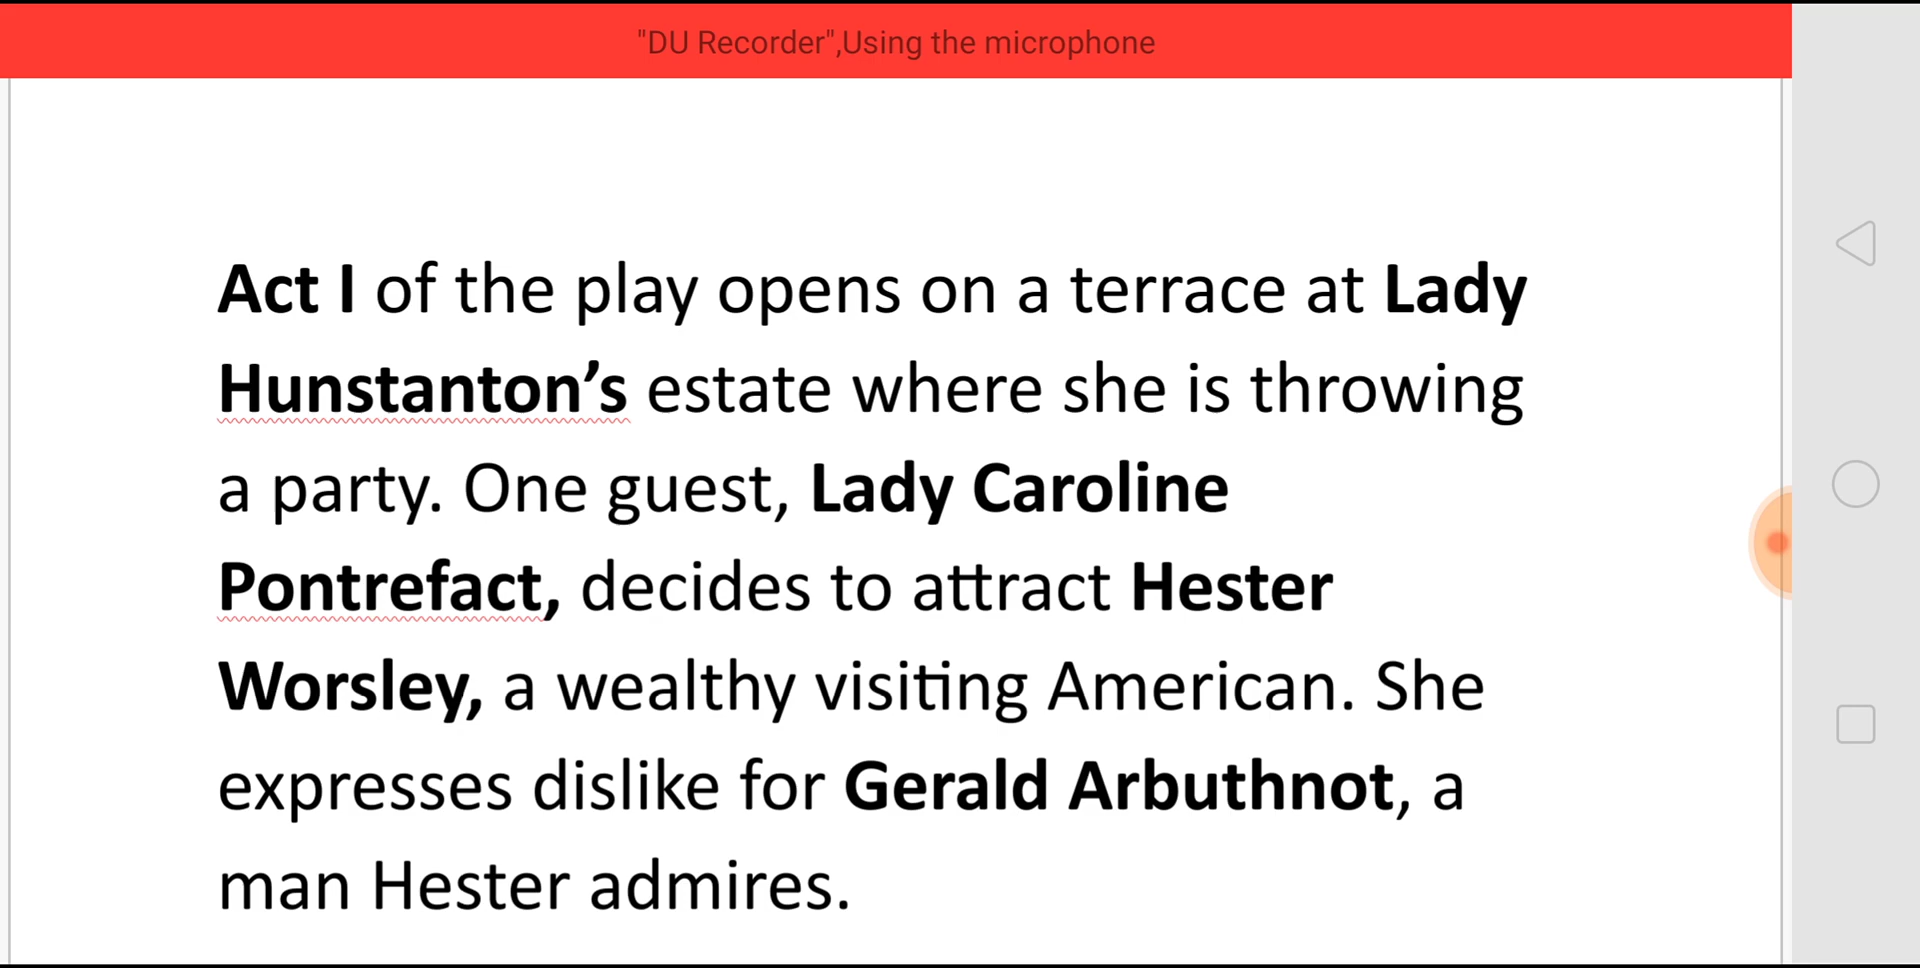 "DU Recorder",Using the microphone
Act I of the play opens on a terrace at Lady
Hunstanton’s estate where she is throwing
a party. One guest, Lady Caroline
Pontrefact, decides to attract Hester
Worsley, a wealthy visiting American. She
expresses dislike for Gerald Arbuthnot, a
man Hester admires.